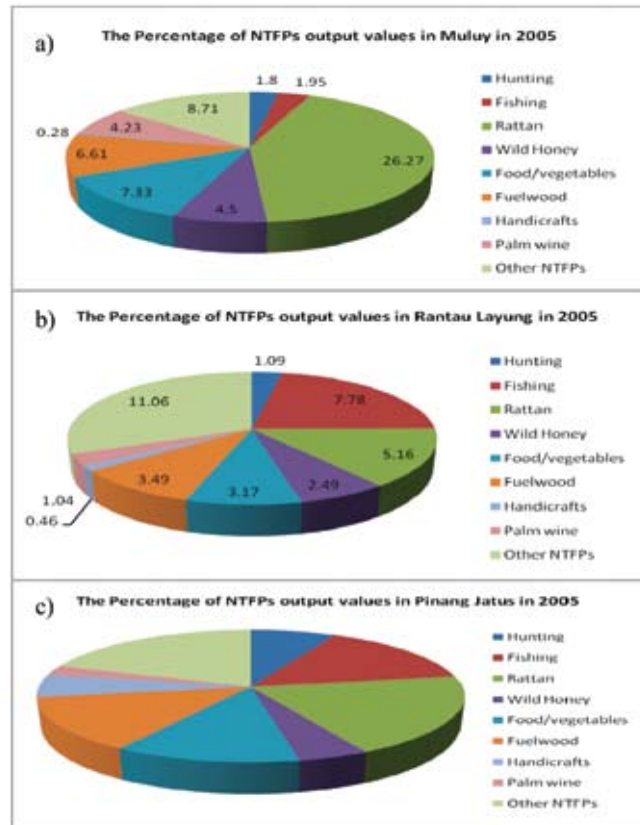 a)
The Percentage of NTFPs output values in Muluy in 2005
1.8
1.95
8.71
0.28
4.23
6.61
26.27
7.33
4.5
Hunting
Fishing
Rattan
Wild Honey
Food/vegetables
Fuelwood
Handicrafts
Palm wine
Other NTFPs
b)
The Percentage of NTFPs output values in Rantau Layung in 2005
1.09
11.06
7.78
5.16
3.49
3.17
2.49
1.04
0.46
Hunting
Fishing
Rattan
Wild Honey
Food/vegetables
Fuelwood
Handicrafts
Palm wine
Other NTFPs
c)
The Percentage of NTFPs output values in Pinang Jatus in 2005
Hunting
Fishing
Rattan
Wild Honey
Food/vegetables
Fuelwood
Handicrafts
Palm wine
Other NTFPs